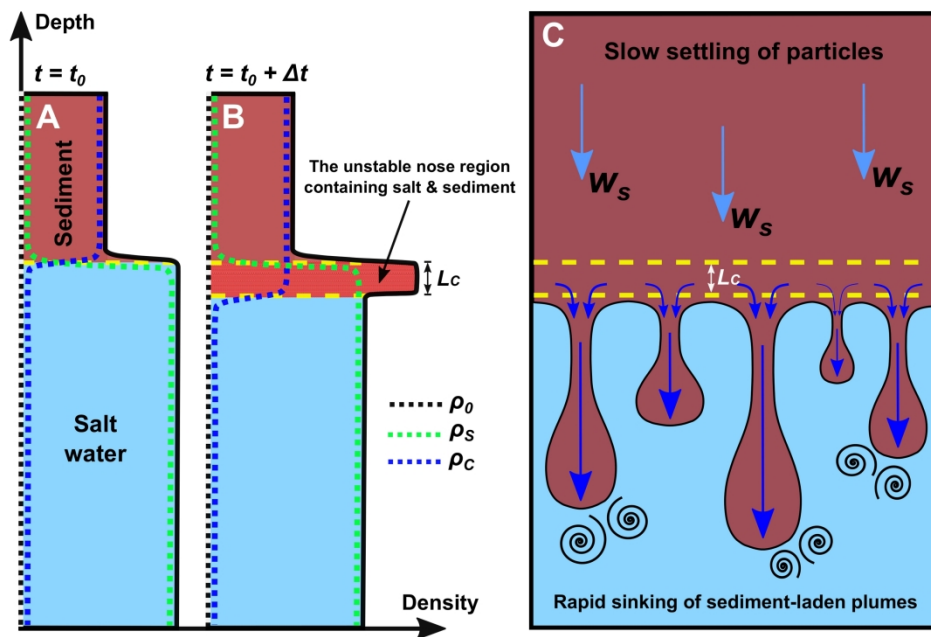 Depth
t = t₀
t = t₀ + Δt
A
B
Sediment
The unstable nose region
containing salt & sediment
Lc
Salt
water
ρ₀
ρS
ρC
Density
C
Slow settling of particles
Ws
Ws
Ws
Lc
Rapid sinking of sediment-laden plumes